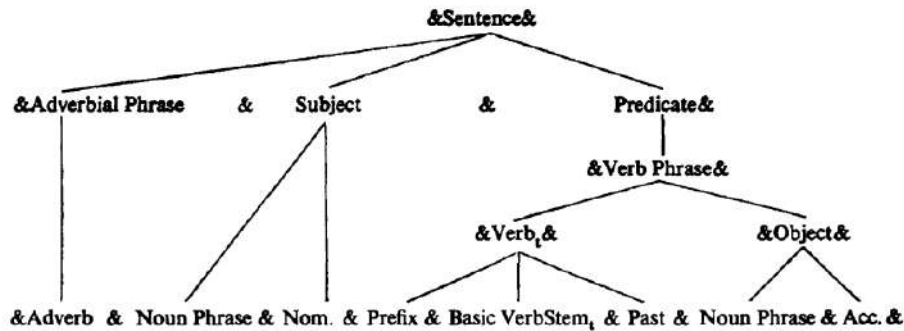 &Sentence&
&Adverbial Phrase & Subject & Predicate&
&Verb Phrase&
&Verbₜ& &Object&
&Adverb & Noun Phrase & Nom. & Prefix & Basic VerbStemₜ & Past & Noun Phrase & Acc.&